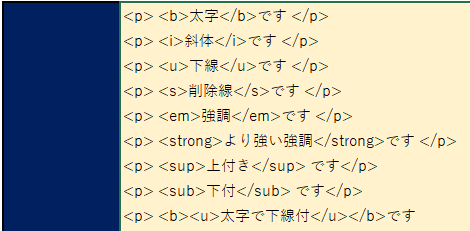 <p> <b>太字</b>です </p>
<p> <i>斜体</i>です </p>
<p> <u>下線</u>です </p>
<p> <s>削除線</s>です </p>
<p> <em>強調</em>です </p>
<p> <strong>より強い強調</strong>です </p>
<p> <sup>上付き</sup> です</p>
<p> <sub>下付</sub> です</p>
<p> <b><u>太字で下線付</u></b>です